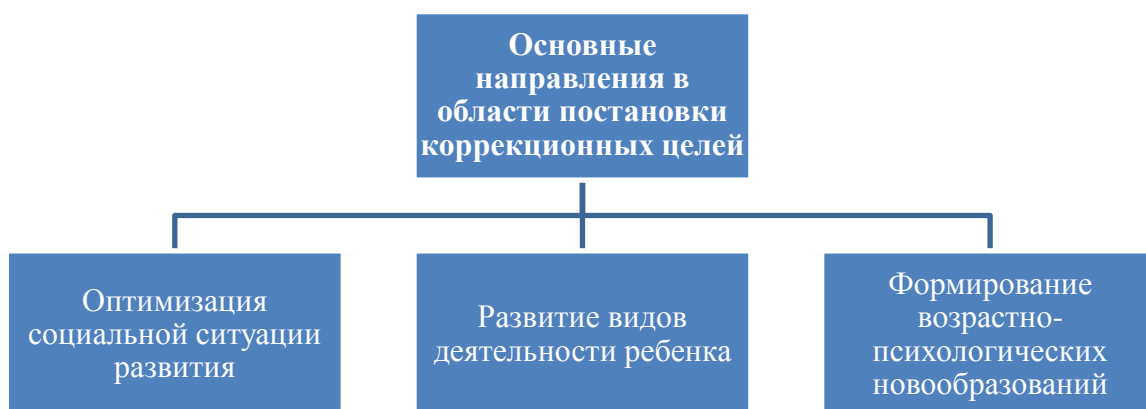 Основные
направления в
области постановки
коррекционных целей
Оптимизация
социальной ситуации
развития
Развитие видов
деятельности ребенка
Формирование
возрастно-
психологических
новообразований